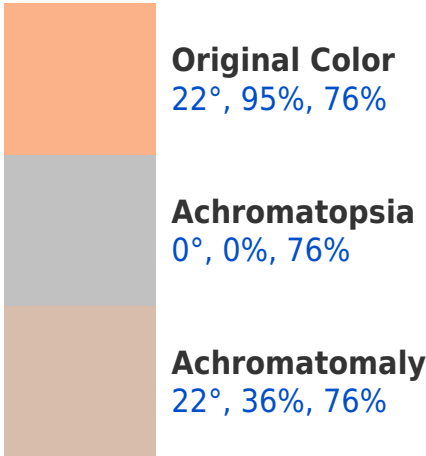 Original Color
22°, 95%, 76%
Achromatopsia
0°, 0%, 76%
Achromatomaly
22°, 36%, 76%